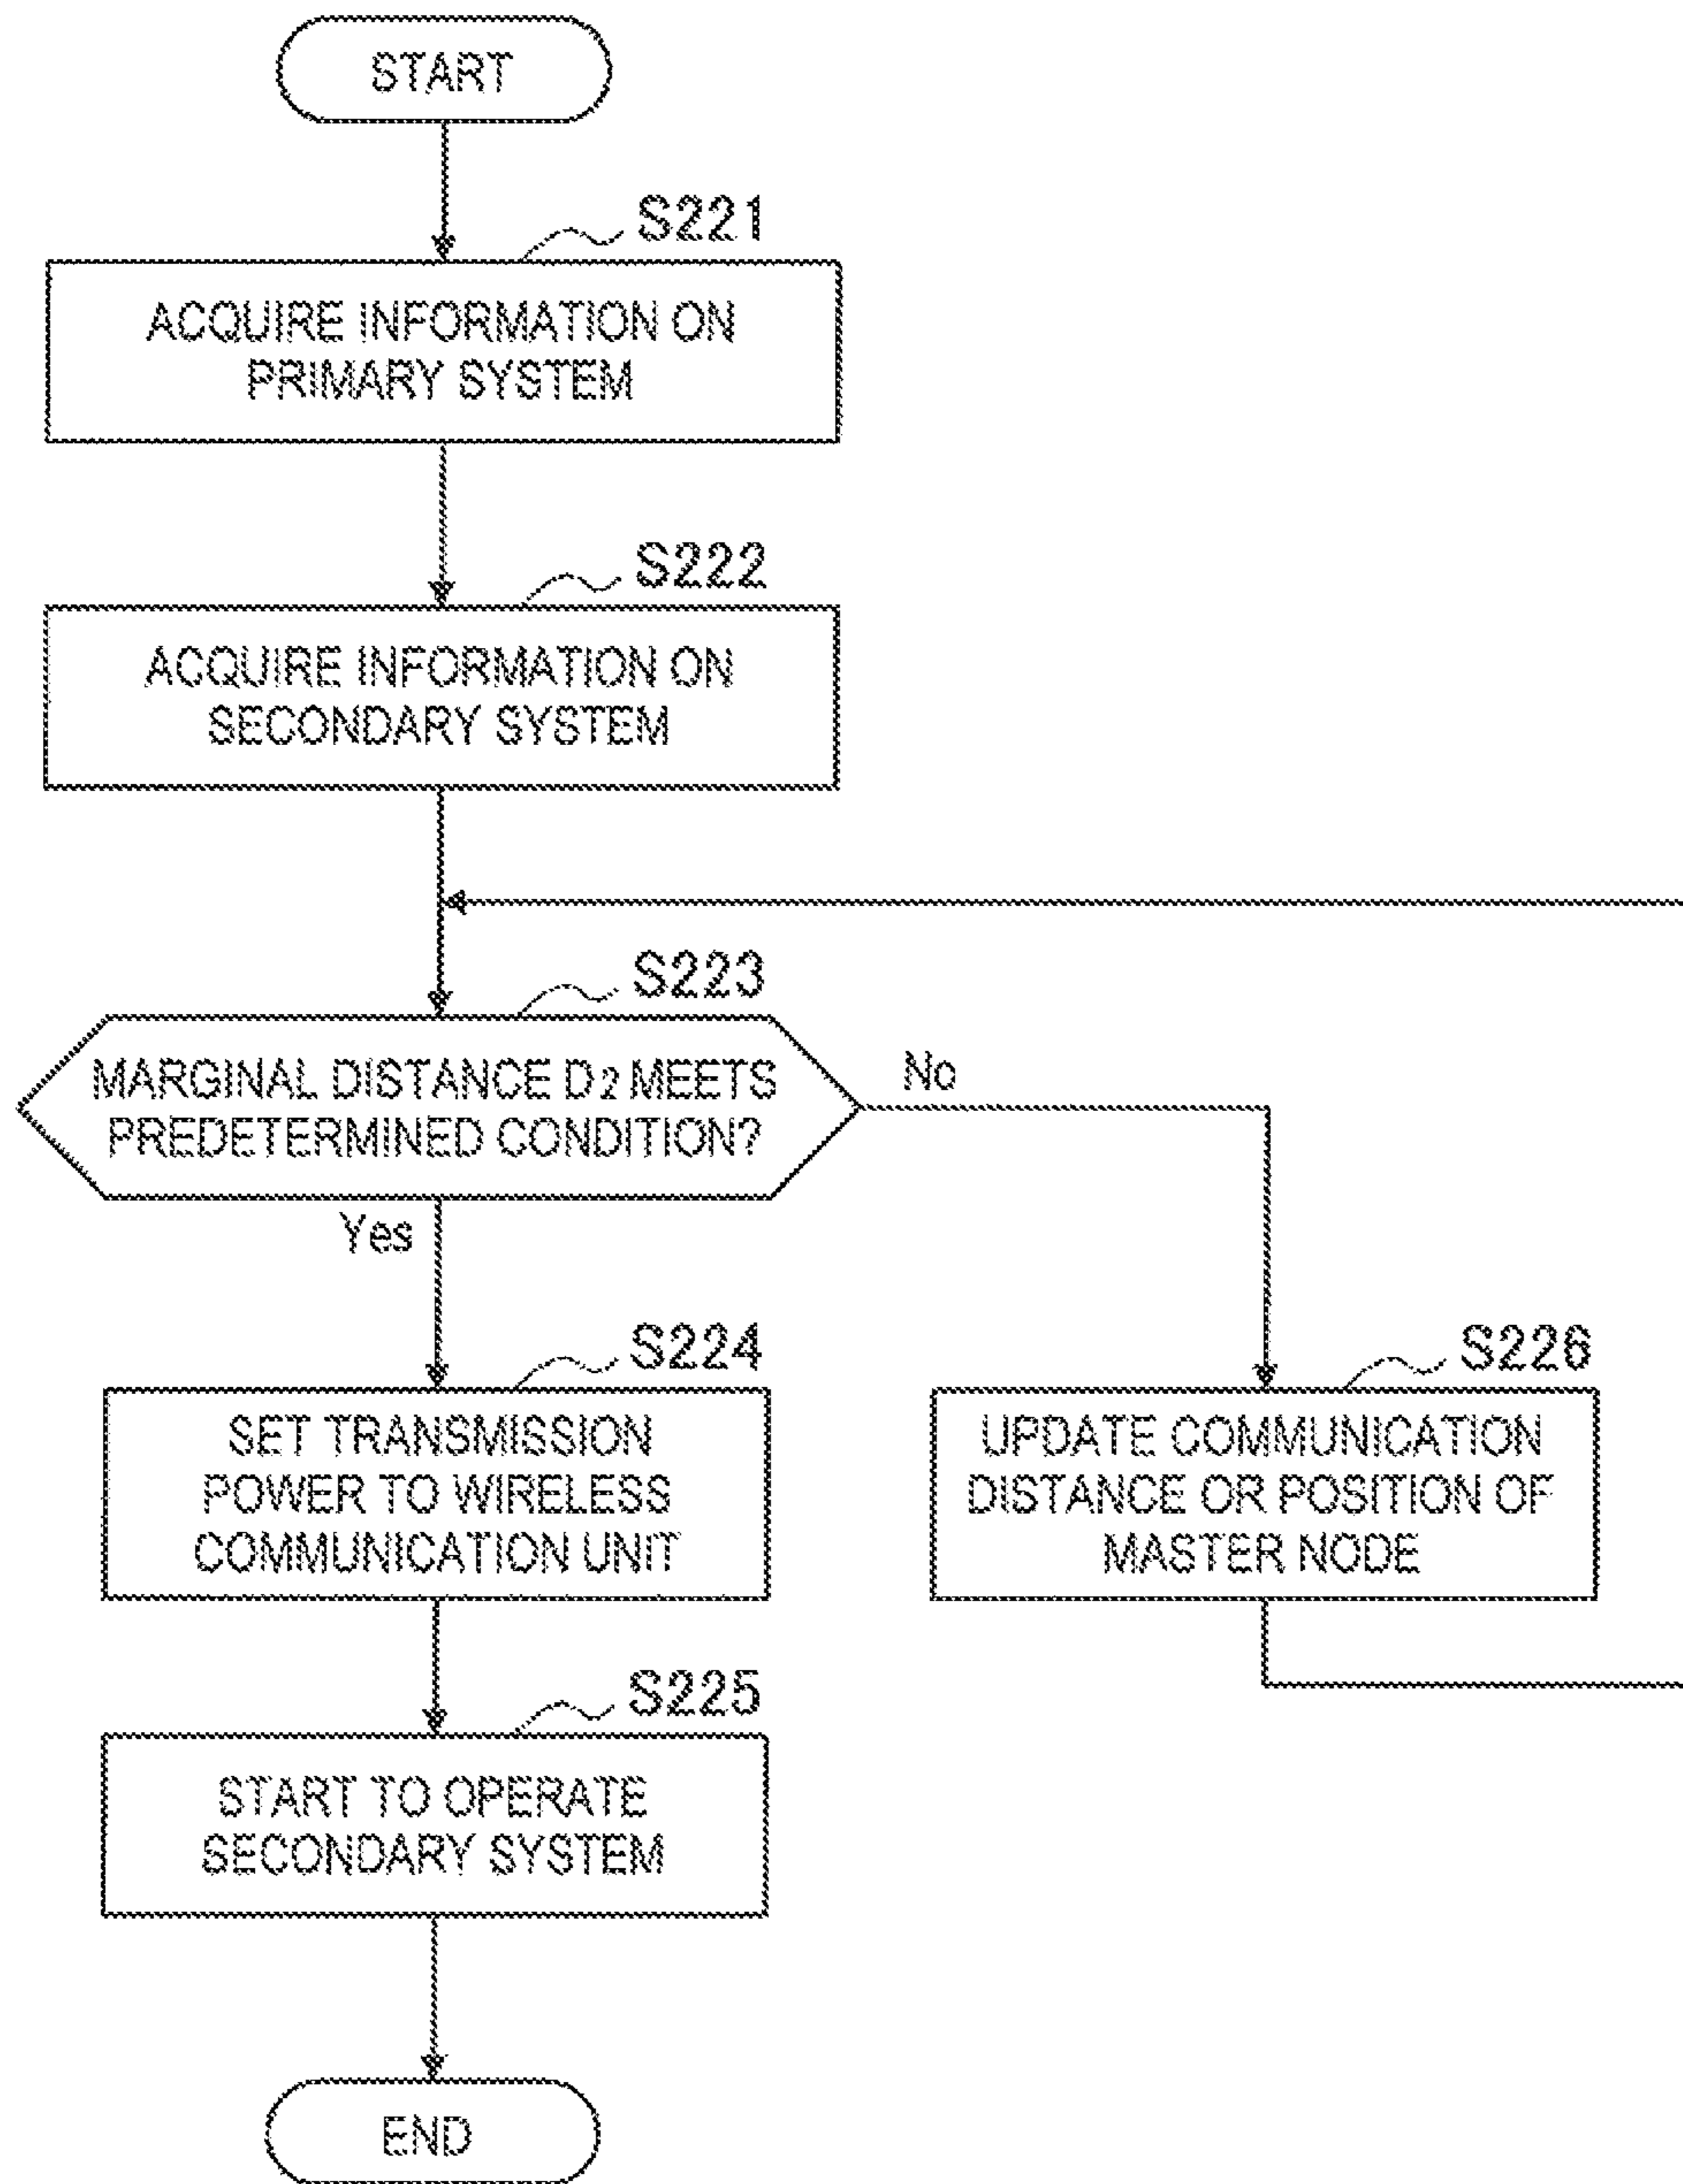 START
S221
ACQUIRE INFORMATION ON
PRIMARY SYSTEM
S222
ACQUIRE INFORMATION ON
SECONDARY SYSTEM
S223
MARGINAL DISTANCE D2 MEETS
PREDETERMINED CONDITION?
No
Yes
S224
SET TRANSMISSION
POWER TO WIRELESS
COMMUNICATION UNIT
S226
UPDATE COMMUNICATION
DISTANCE OR POSITION OF
MASTER NODE
S225
START TO OPERATE
SECONDARY SYSTEM
END